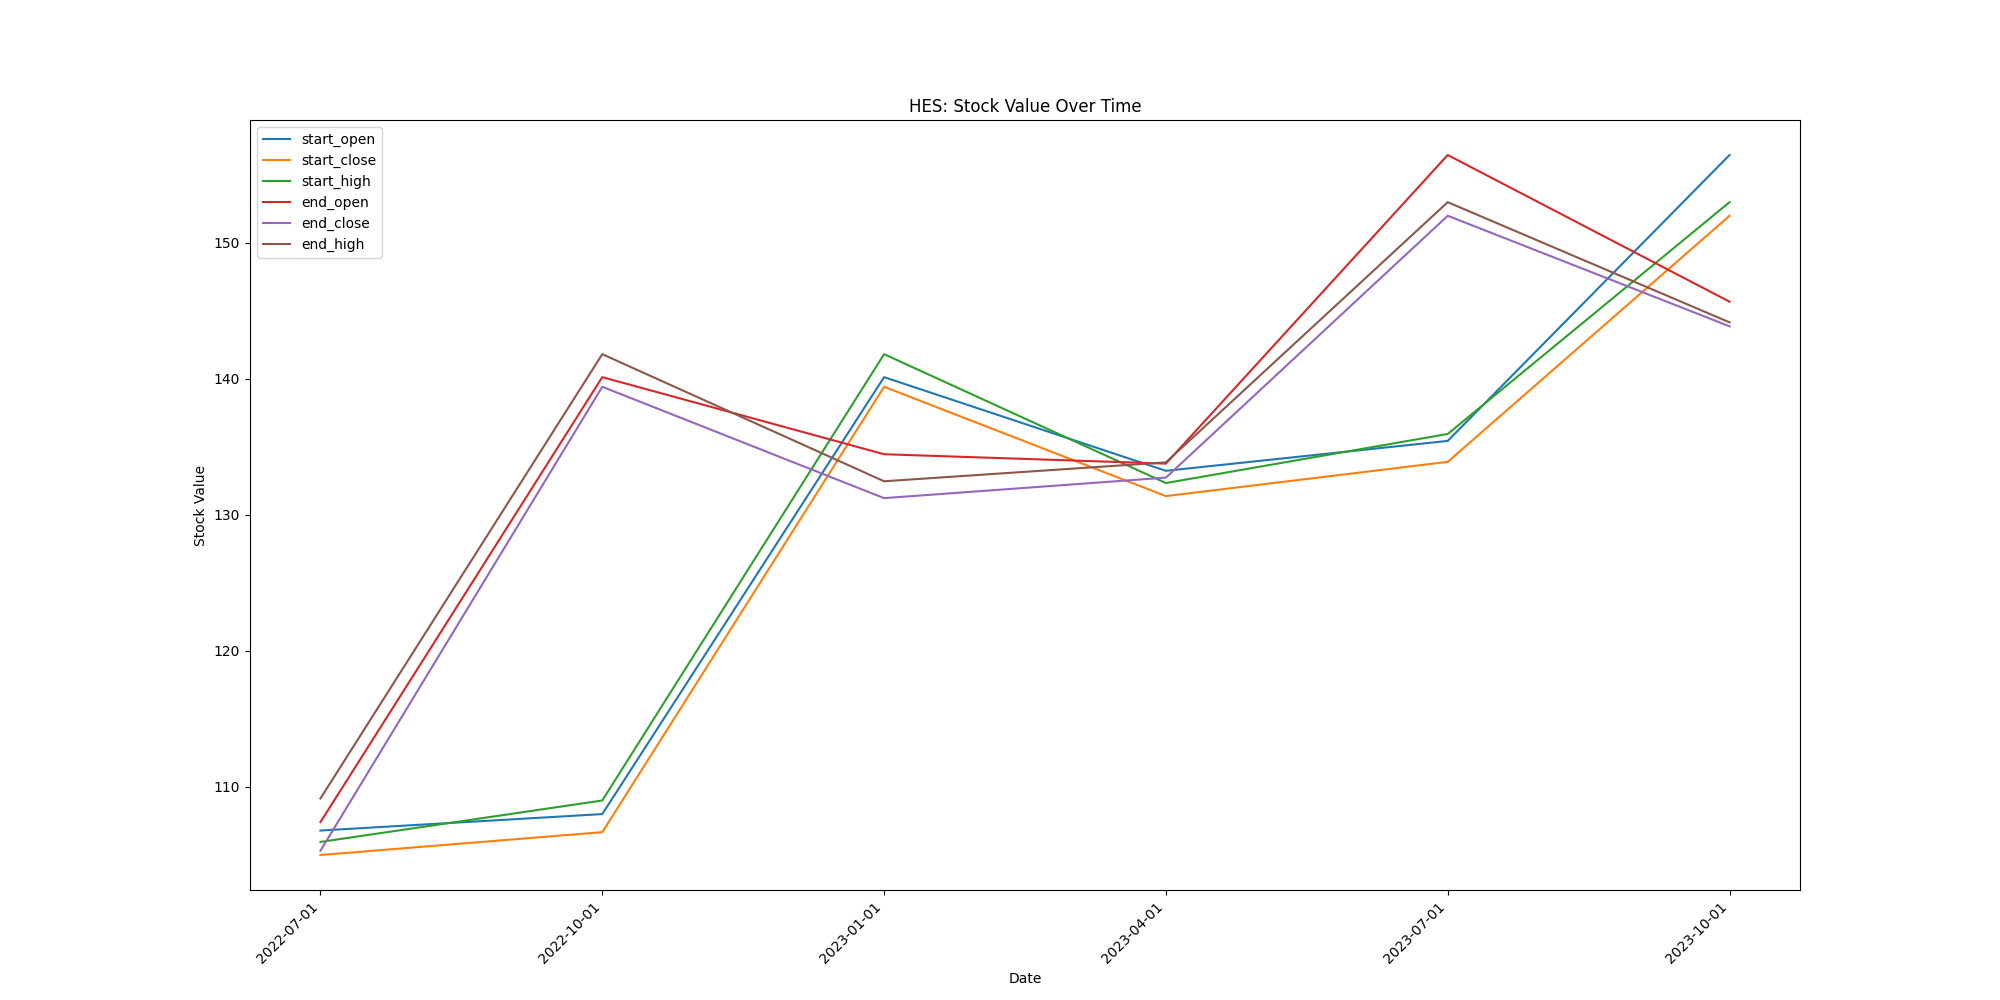 HES: Stock Value Over Time
start_open
start_close
start_high
end_open
end_close
end_high
150
140
130
120
110
Stock Value
2022-07-01
2022-10-01
2023-01-01
2023-04-01
2023-07-01
2023-10-01
Date